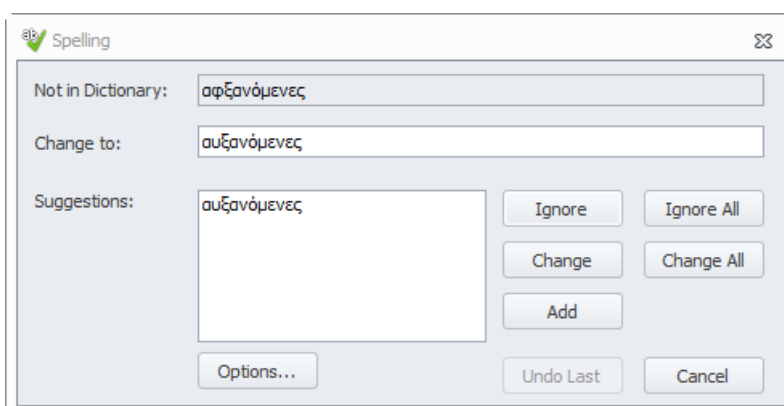 Spelling
Not in Dictionary: αφξανόμενες
Change to: αυξανόμενες
Suggestions: αυξανόμενες
Ignore Ignore All
Change Change All
Add
Options... Undo Last Cancel